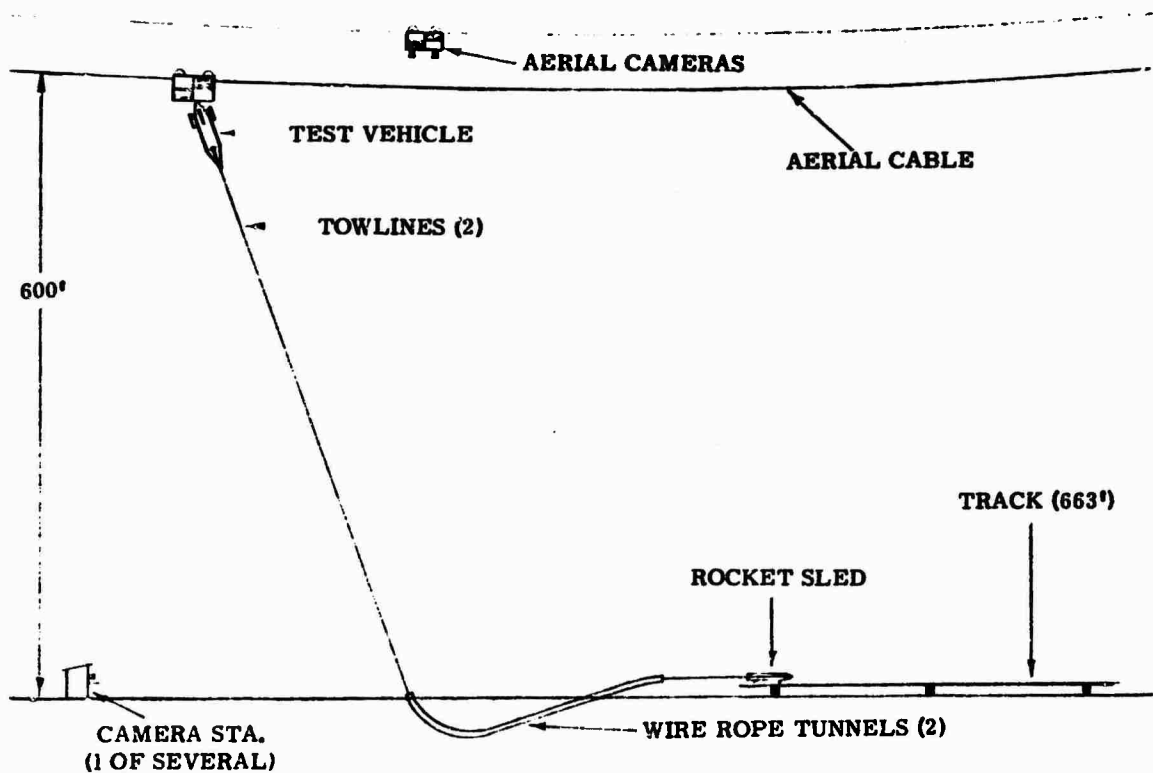 AERIAL CAMERAS
TEST VEHICLE
AERIAL CABLE
TOWLINES (2)
600'
TRACK (663')
ROCKET SLED
WIRE ROPE TUNNELS (2)
CAMERA STA.
(1 OF SEVERAL)